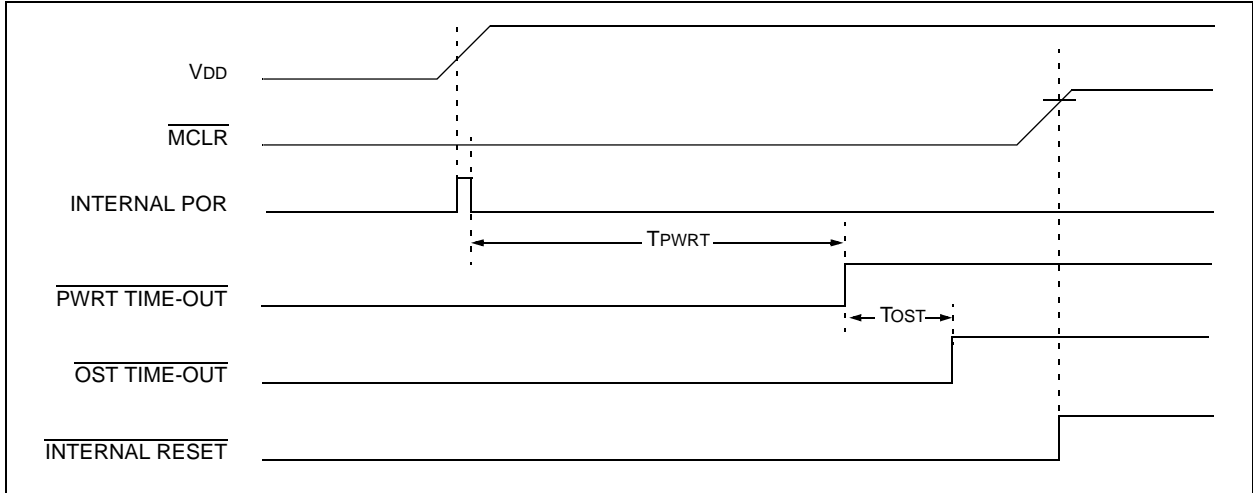 VDD
MCLR
INTERNAL POR
TPWRT
PWRT TIME-OUT
TOST
OST TIME-OUT
INTERNAL RESET